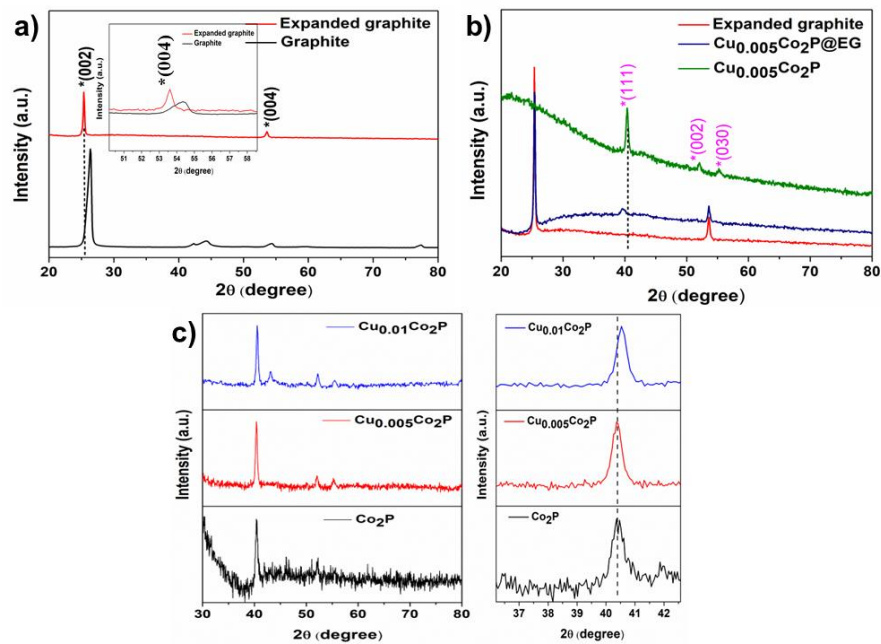 a)
Expanded graphite
Graphite
*(002)
*(004)
Expanded graphite
Graphite
*(004)
Intensity (a.u.)
51 52 53 54 55 56 57 58
2θ (degree)
Intensity (a.u.)
20 30 40 50 60 70 80
2θ (degree)
b)
Expanded graphite
Cu0.005Co2P@EG
Cu0.005Co2P
*(111)
*(002)
*(030)
Intensity (a.u.)
20 30 40 50 60 70 80
2θ (degree)
c)
Cu0.01Co2P
Cu0.005Co2P
Co2P
Intensity (a.u.)
30 40 50 60 70 80
2θ (degree)
Cu0.01Co2P
Cu0.005Co2P
Co2P
Intensity (a.u.)
37 38 39 40 41 42
2θ (degree)